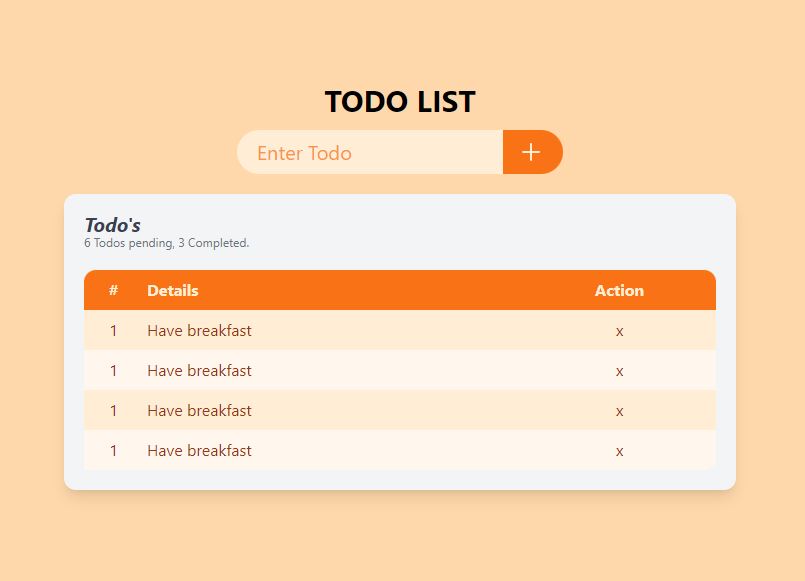 TODO LIST
Enter Todo +
Todo's
6 Todos pending, 3 Completed.
# Details Action
1 Have breakfast x
1 Have breakfast x
1 Have breakfast x
1 Have breakfast x